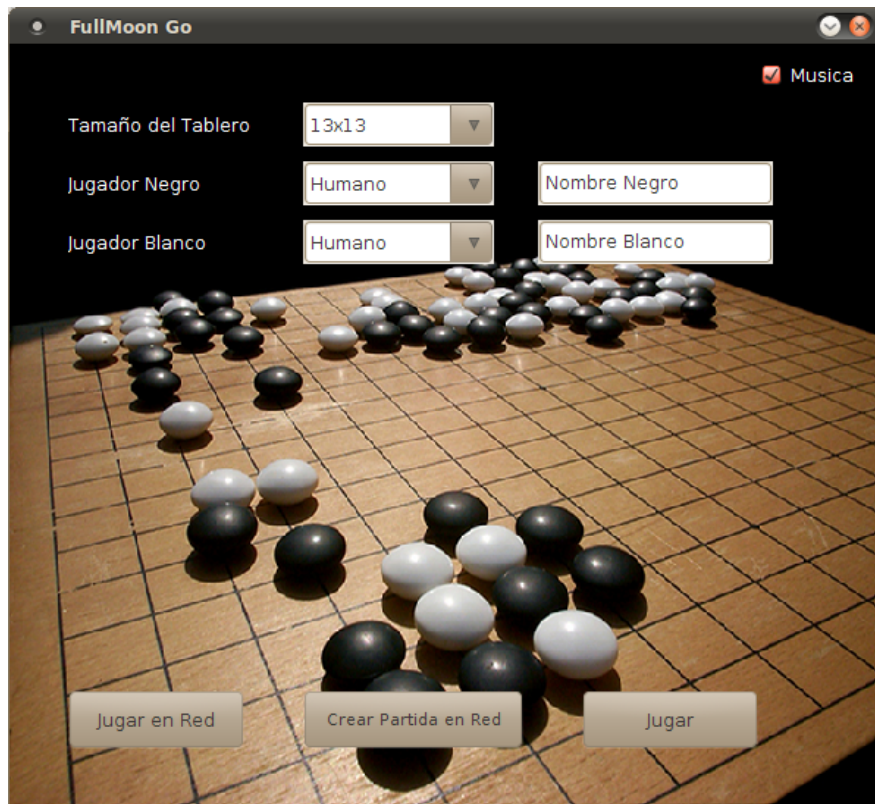 FullMoon Go
Musica
Tamaño del Tablero 13x13
Jugador Negro Humano Nombre Negro
Jugador Blanco Humano Nombre Blanco
Jugar en Red Crear Partida en Red Jugar